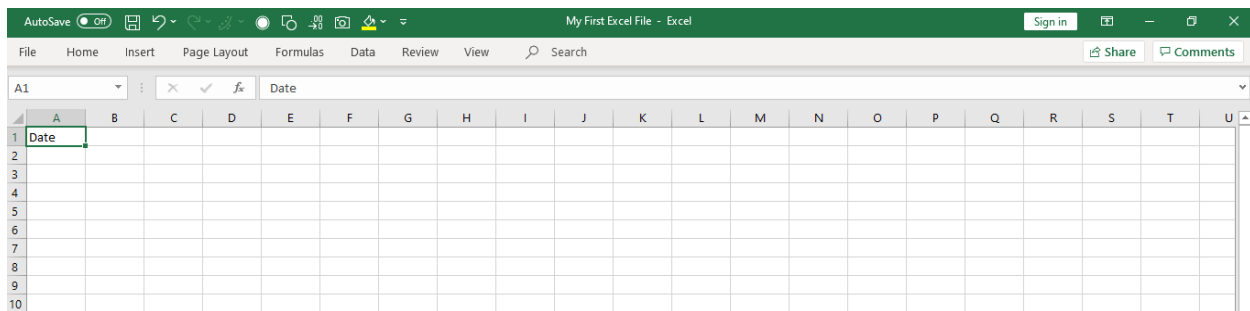 AutoSave Off My First Excel File - Excel Sign in
File Home Insert Page Layout Formulas Data Review View Search Share Comments
A1 fx Date
A B C D E F G H I J K L M N O P Q R S T U
1 Date
2
3
4
5
6
7
8
9
10